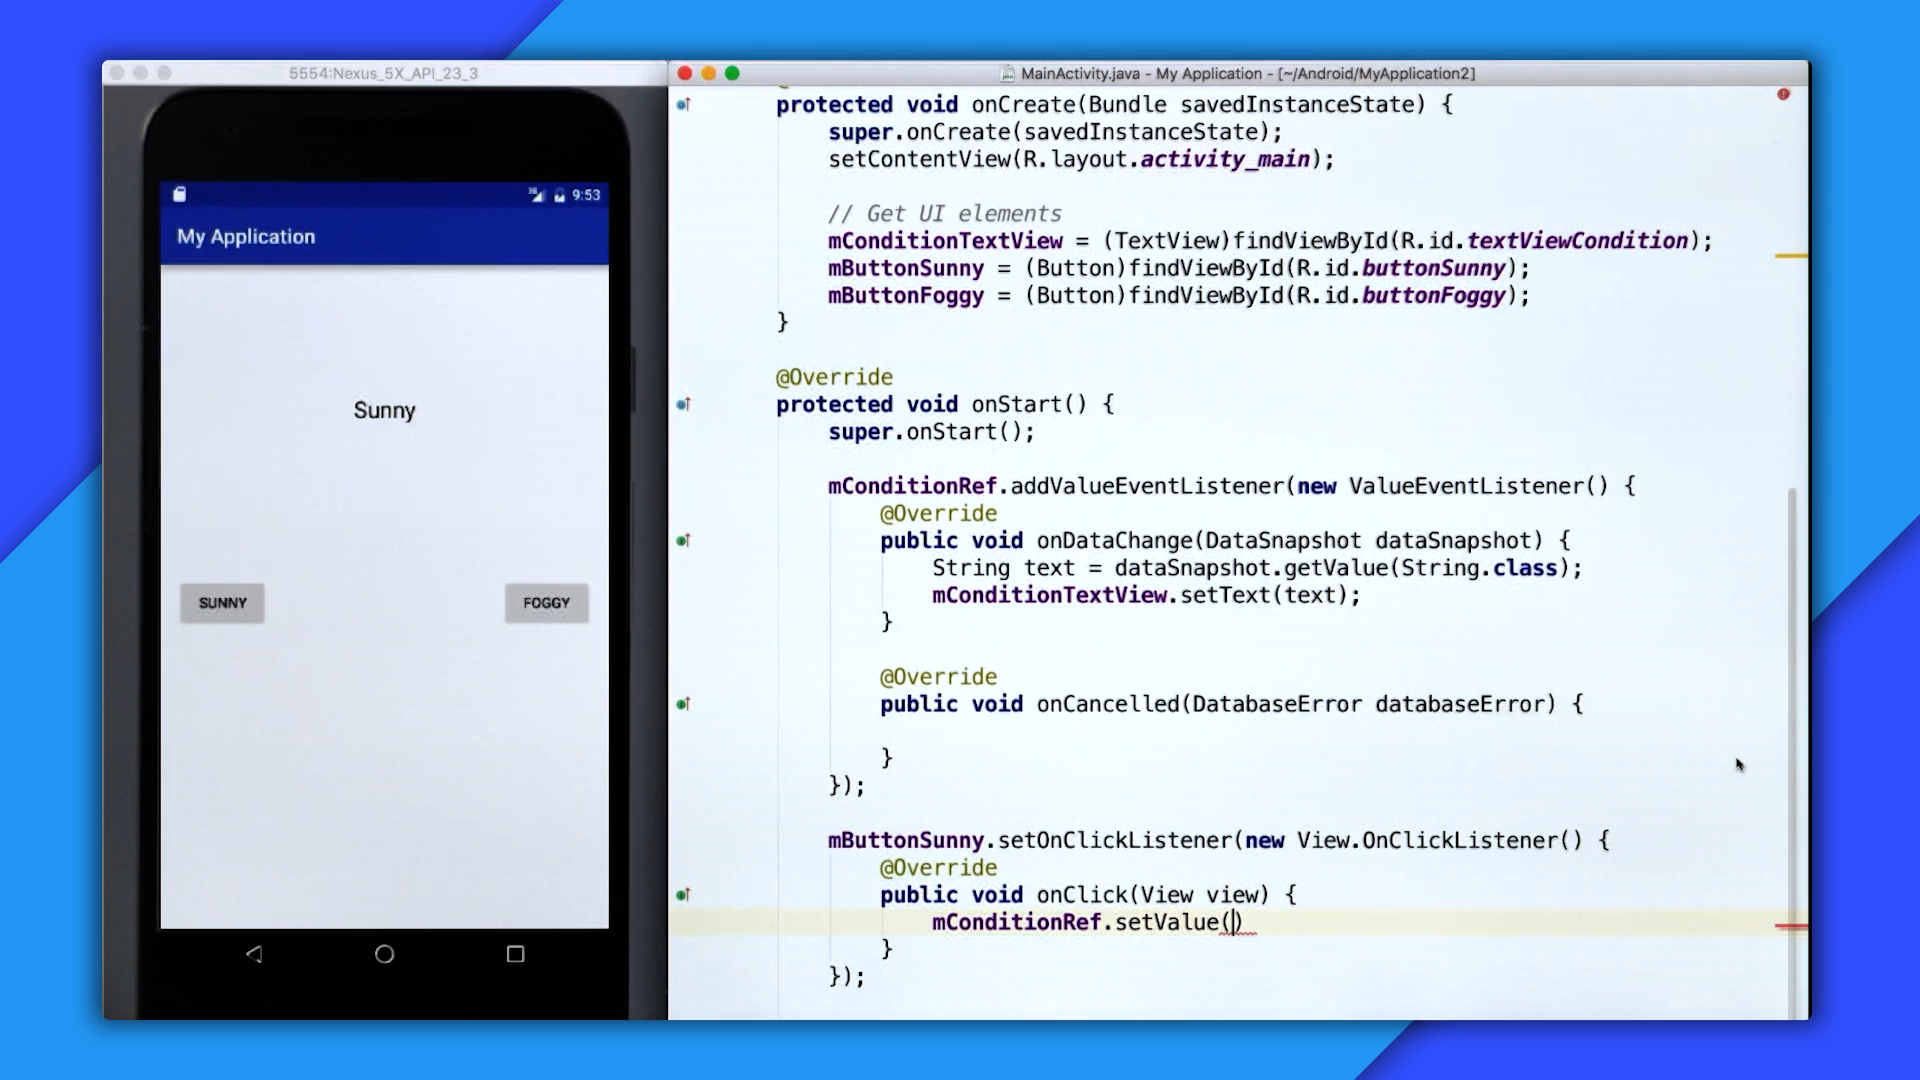 5554:Nexus_5X_API_23_3
3G 9:53
My Application
Sunny
SUNNY
FOGGY
MainActivity.java - My Application - [~/Android/MyApplication2]
protected void onCreate(Bundle savedInstanceState) {
super.onCreate(savedInstanceState);
setContentView(R.layout.activity_main);
// Get UI elements
mConditionTextView = (TextView)findViewById(R.id.textViewCondition);
mButtonSunny = (Button)findViewById(R.id.buttonSunny);
mButtonFoggy = (Button)findViewById(R.id.buttonFoggy);
}
@Override
protected void onStart() {
super.onStart();
mConditionRef.addValueEventListener(new ValueEventListener() {
@Override
public void onDataChange(DataSnapshot dataSnapshot) {
String text = dataSnapshot.getValue(String.class);
mConditionTextView.setText(text);
}
@Override
public void onCancelled(DatabaseError databaseError) {
}
});
mButtonSunny.setOnClickListener(new View.OnClickListener() {
@Override
public void onClick(View view) {
mConditionRef.setValue()
}
});